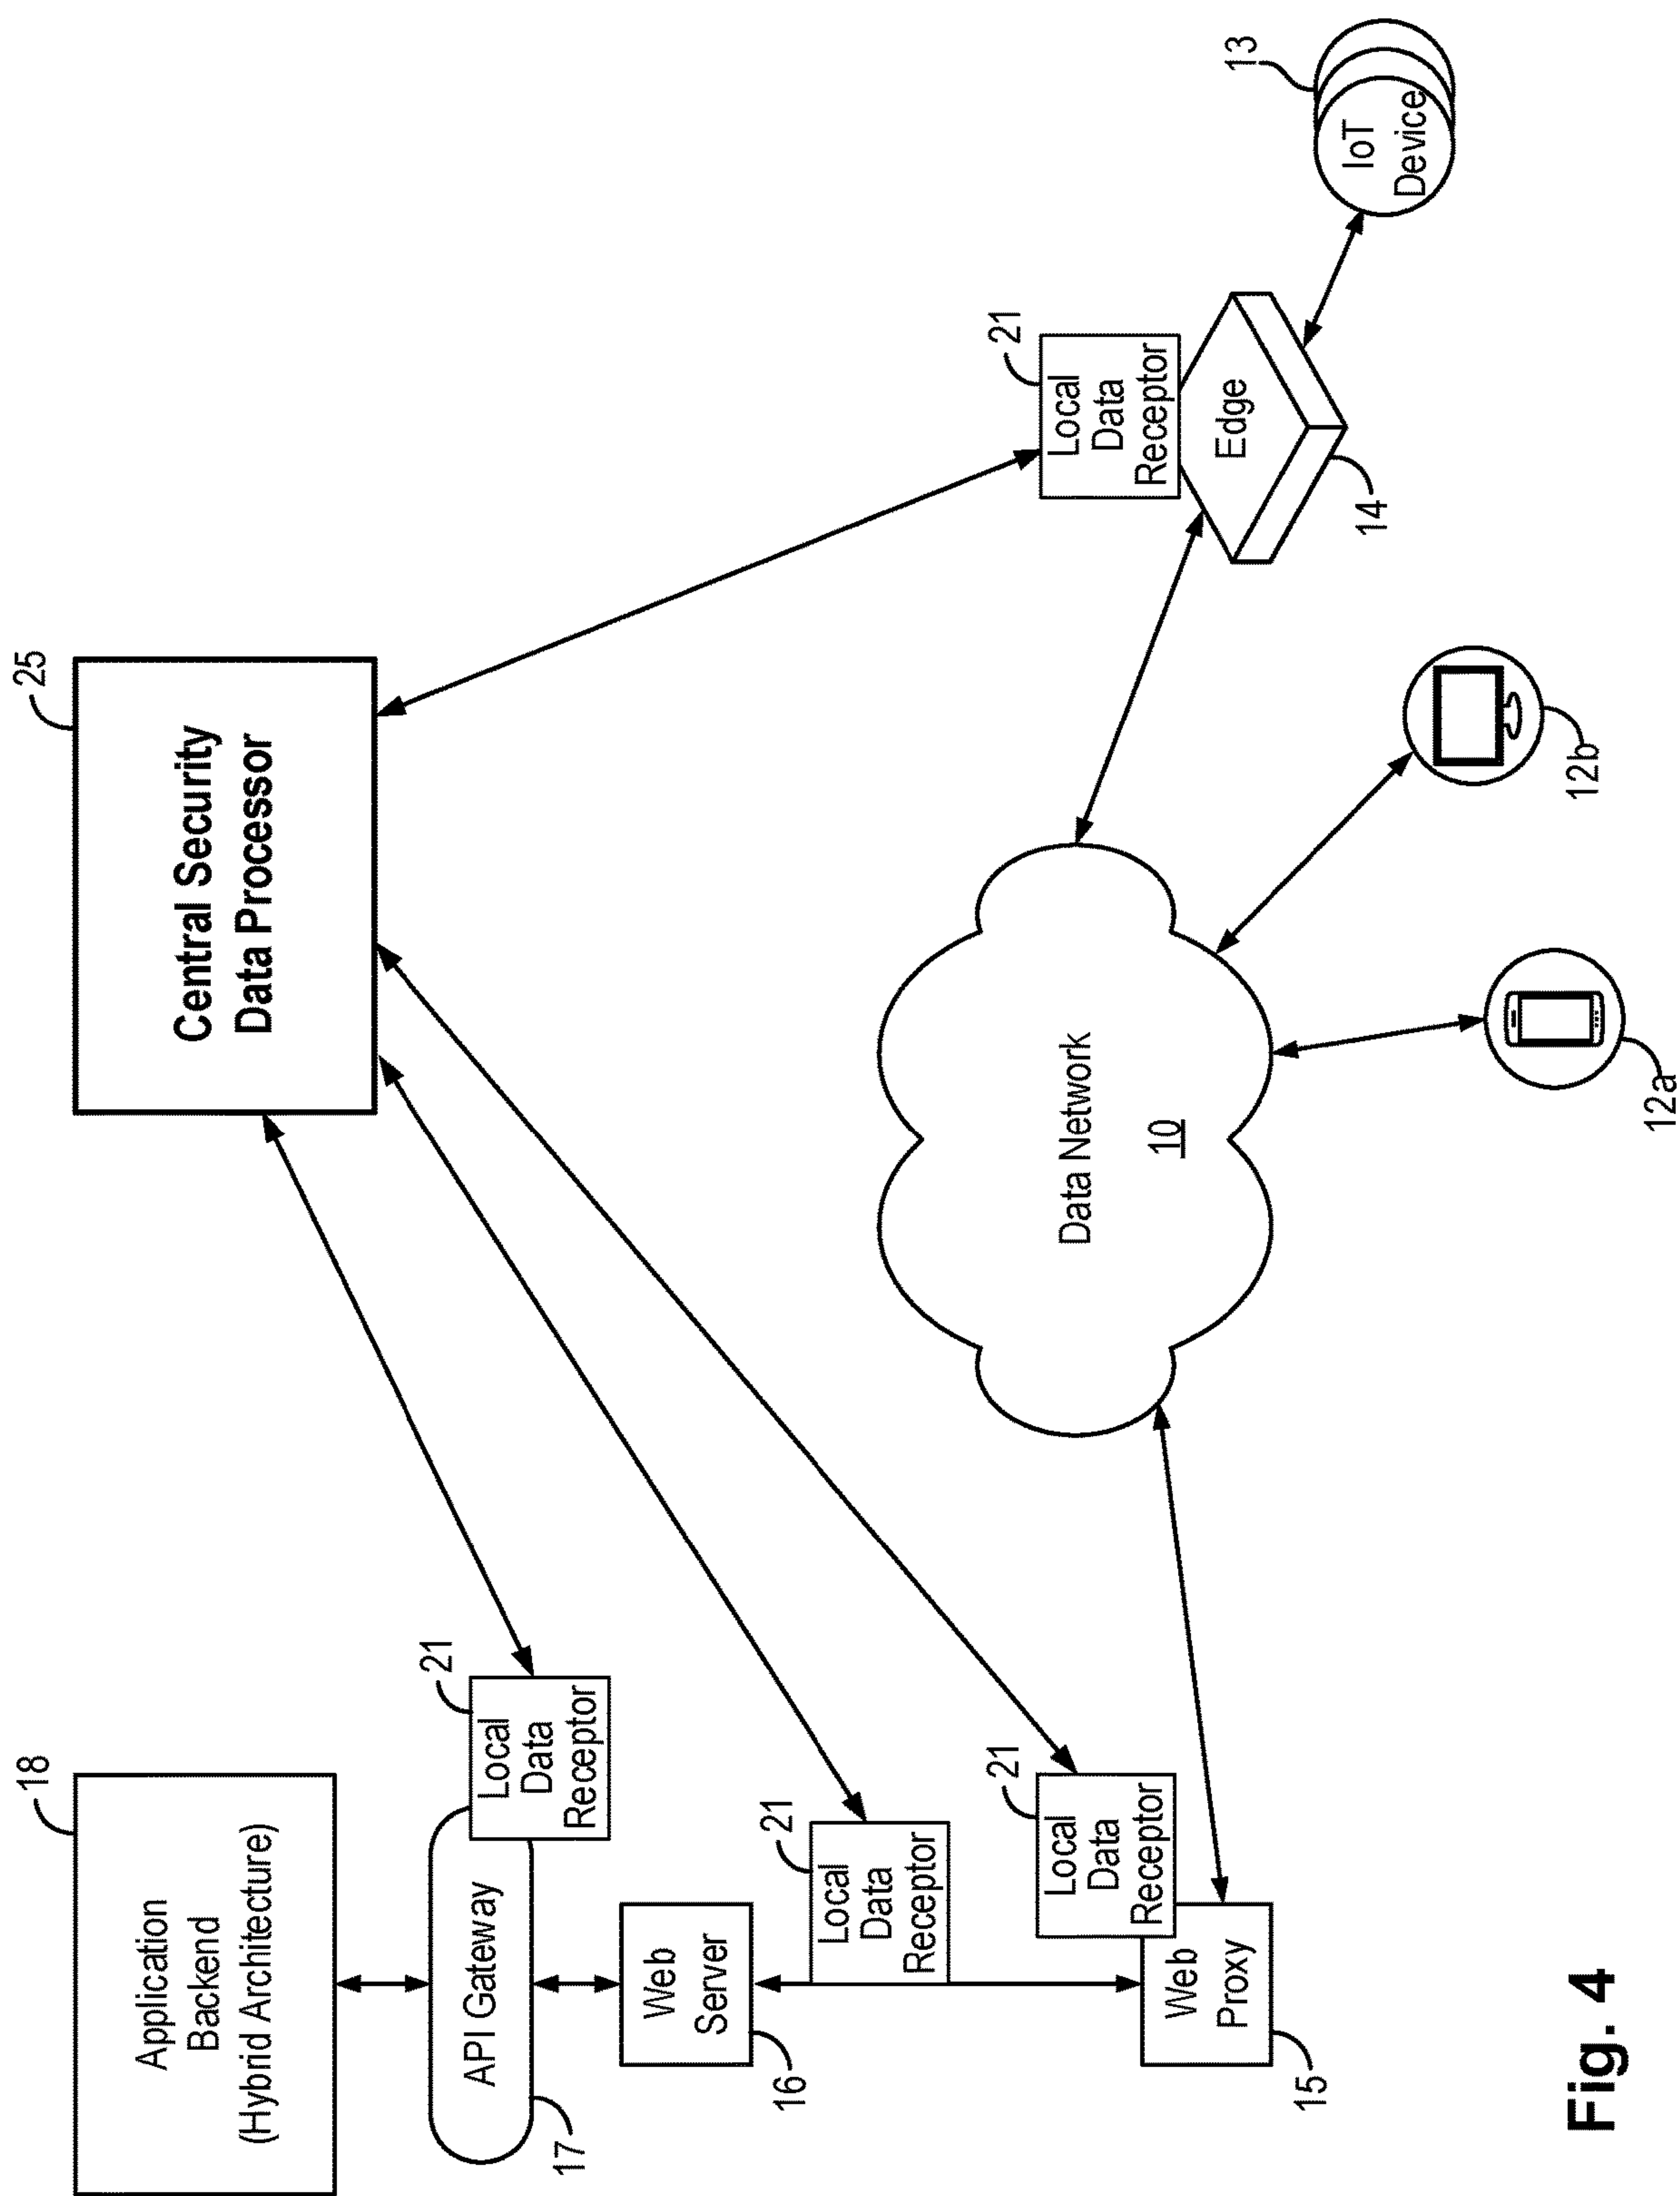 18
Application
Backend
(Hybrid Architecture)
25
Central Security
Data Processor
21
Local
Data
Receptor
API Gateway
17
Web
Server
16
21
Local
Data
Receptor
21
Local
Data
Receptor
Web
Proxy
15
Data Network
10
21
Local
Data
Receptor
Edge
14
13
IoT
Device
12a
12b
Fig. 4